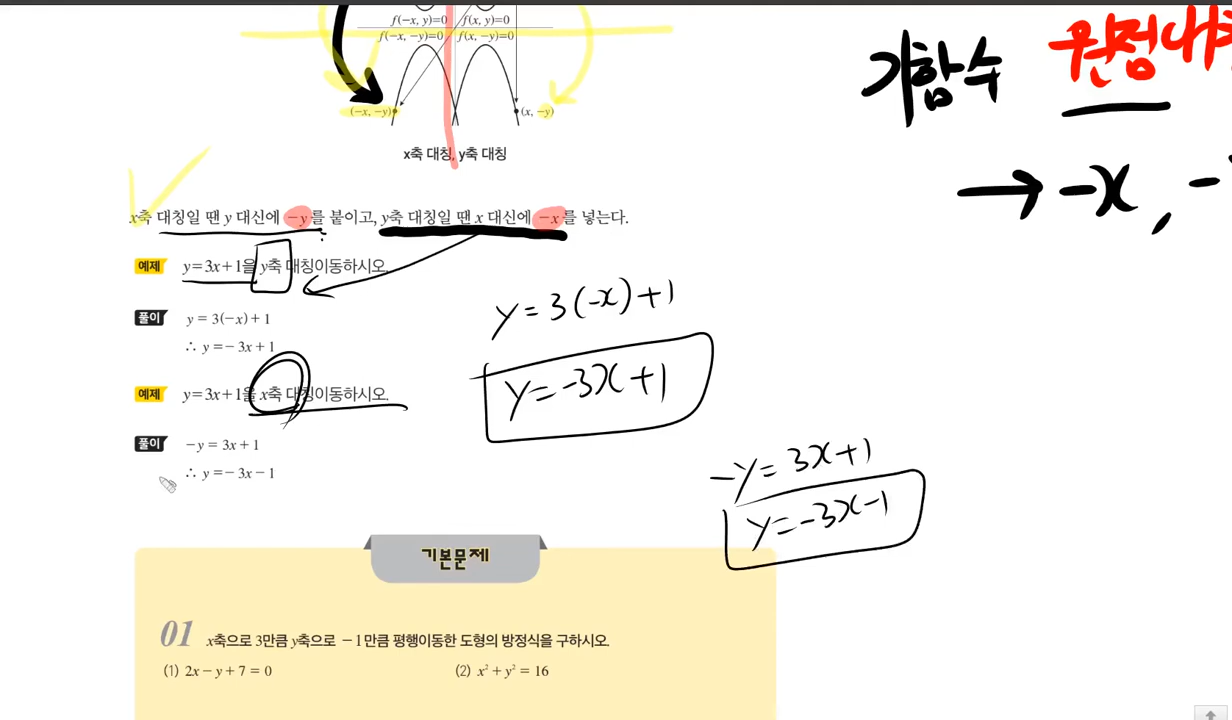 f(−x, y)=0 f(x, y)=0
f(−x, −y)=0 f(x, −y)=0
(−x, −y) (x, −y)
x축 대칭, y축 대칭
기함수 원점대
→ −x, −
x축 대칭일 땐 y 대신에 −y를 붙이고, y축 대칭일 땐 x 대신에 −x를 넣는다.
예제 y=3x+1을 y축 대칭이동하시오.
풀이 y = 3(−x)+1
∴ y=−3x+1
y=3(-x)+1
y=-3x+1
예제 y=3x+1을 x축 대칭이동하시오.
풀이 −y = 3x+1
∴ y=−3x−1
-y=3x+1
y=-3x-1
기본문제
01 x축으로 3만큼 y축으로 −1만큼 평행이동한 도형의 방정식을 구하시오.
(1) 2x−y+7 = 0 (2) x²+y² = 16